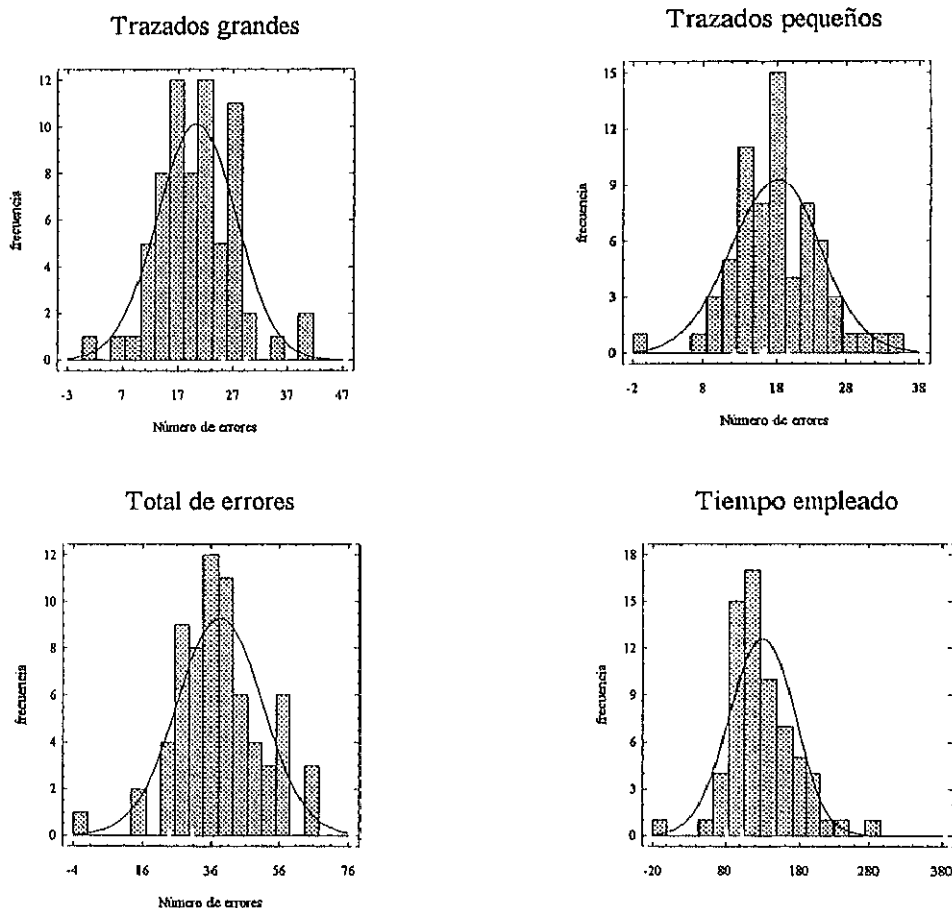 Trazados grandes
12
10
8
6
4
2
0
frecuencia
-3 7 17 27 37 47
Número de errores
Trazados pequeños
15
12
9
6
3
0
frecuencia
-2 8 18 28 38
Número de errores
Total de errores
12
10
8
6
4
2
0
frecuencia
-4 16 36 56 76
Número de errores
Tiempo empleado
18
15
12
9
6
3
0
frecuencia
-20 80 180 280 380